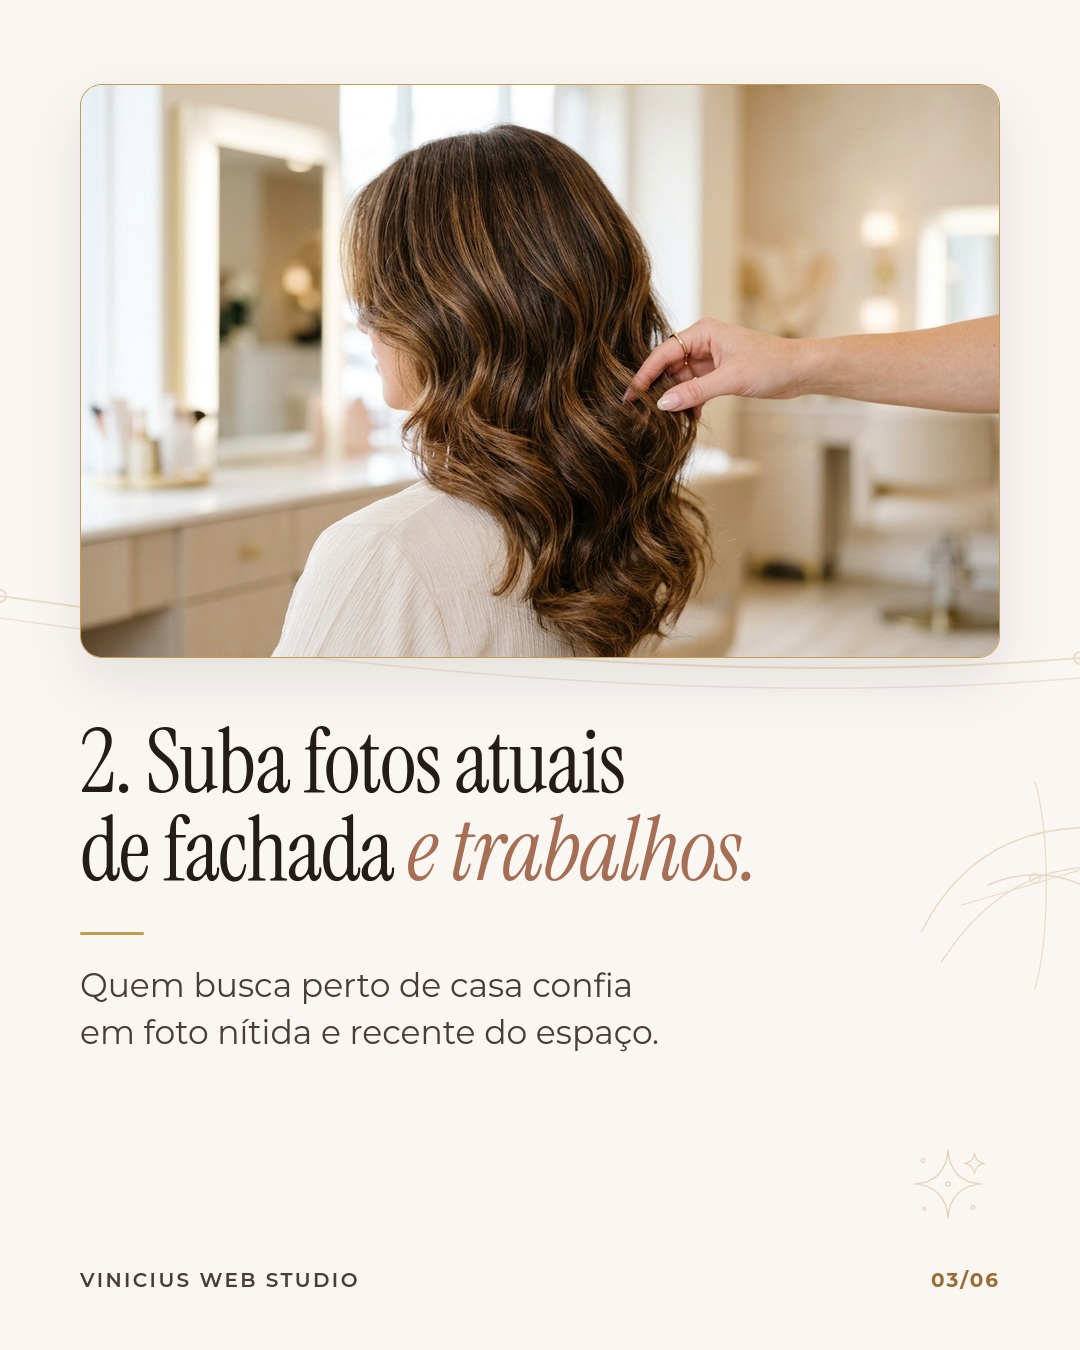 2. Suba fotos atuais
de fachada e trabalhos.
Quem busca perto de casa confia
em foto nítida e recente do espaço.
VINICIUS WEB STUDIO
03/06